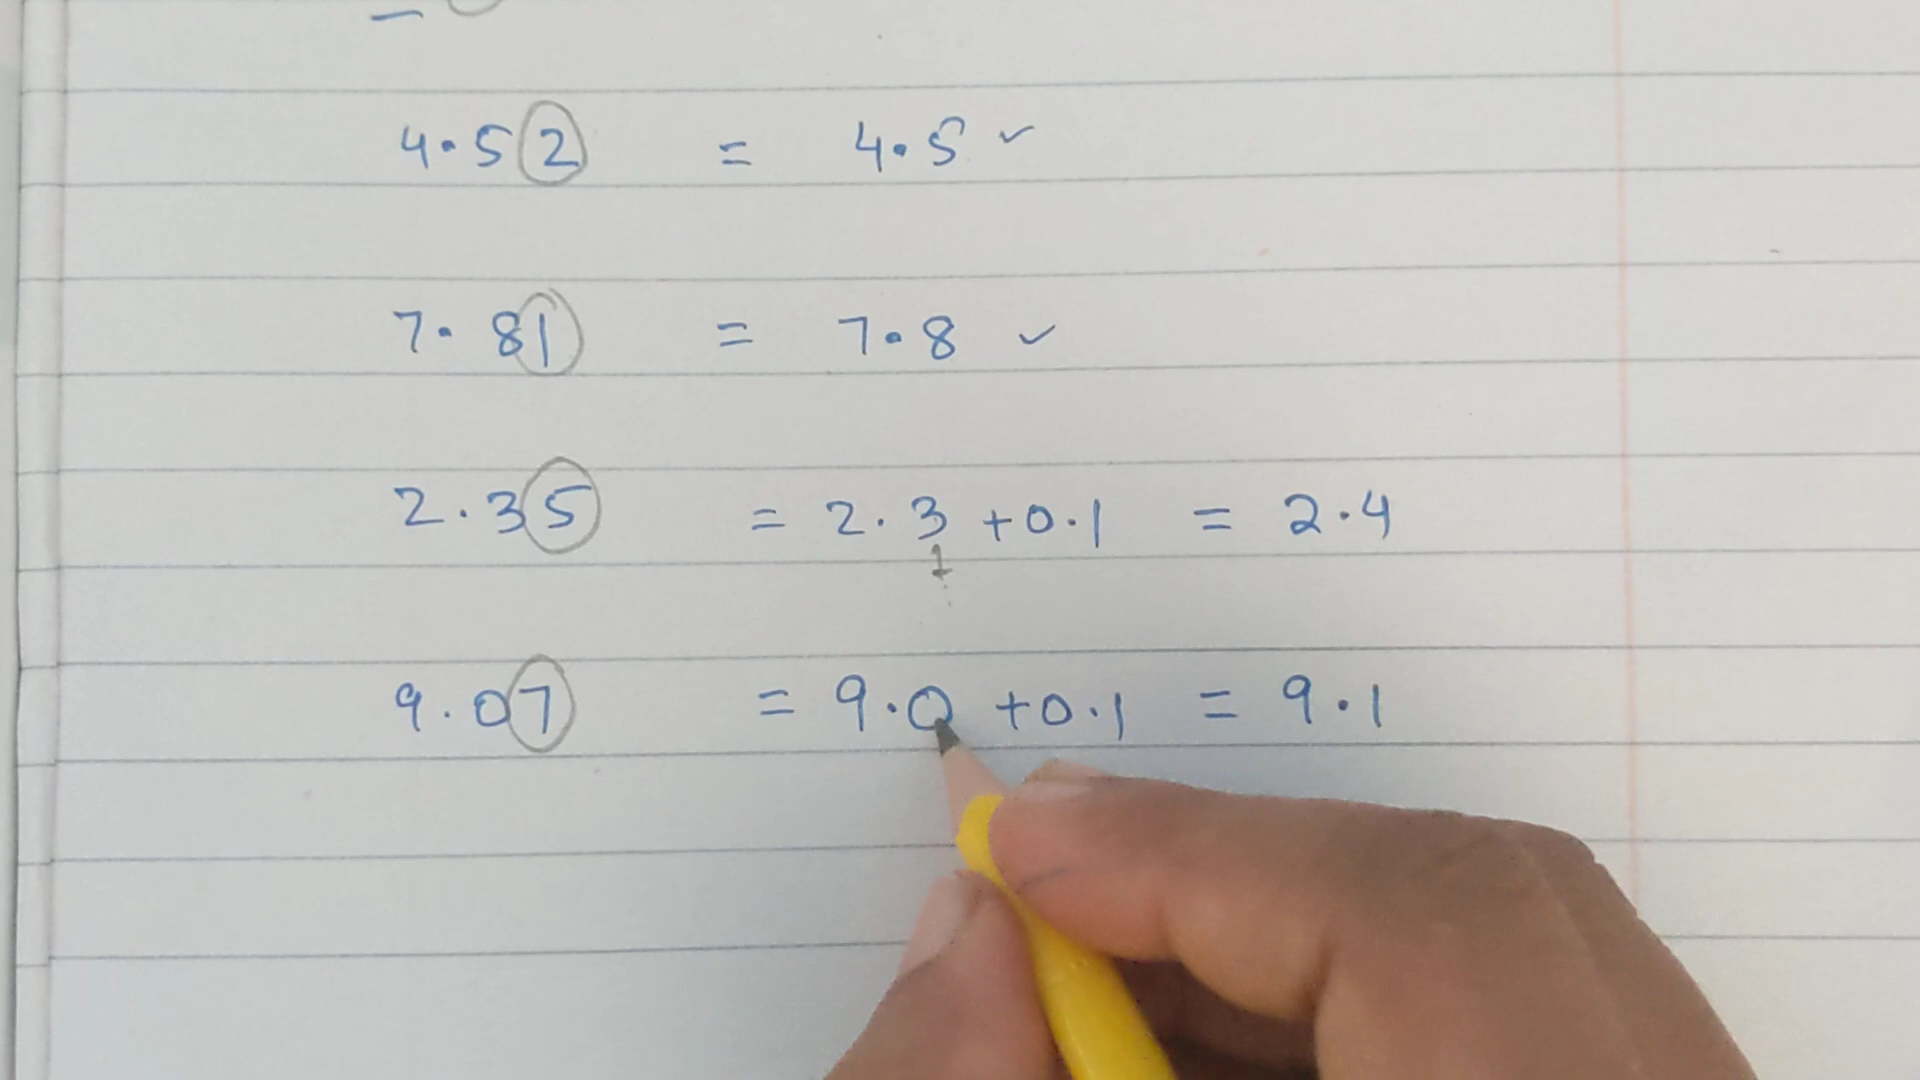 4.52 = 4.5 ✓
7.81 = 7.8 ✓
2.35 = 2.3 + 0.1 = 2.4
1
9.07 = 9.0 + 0.1 = 9.1